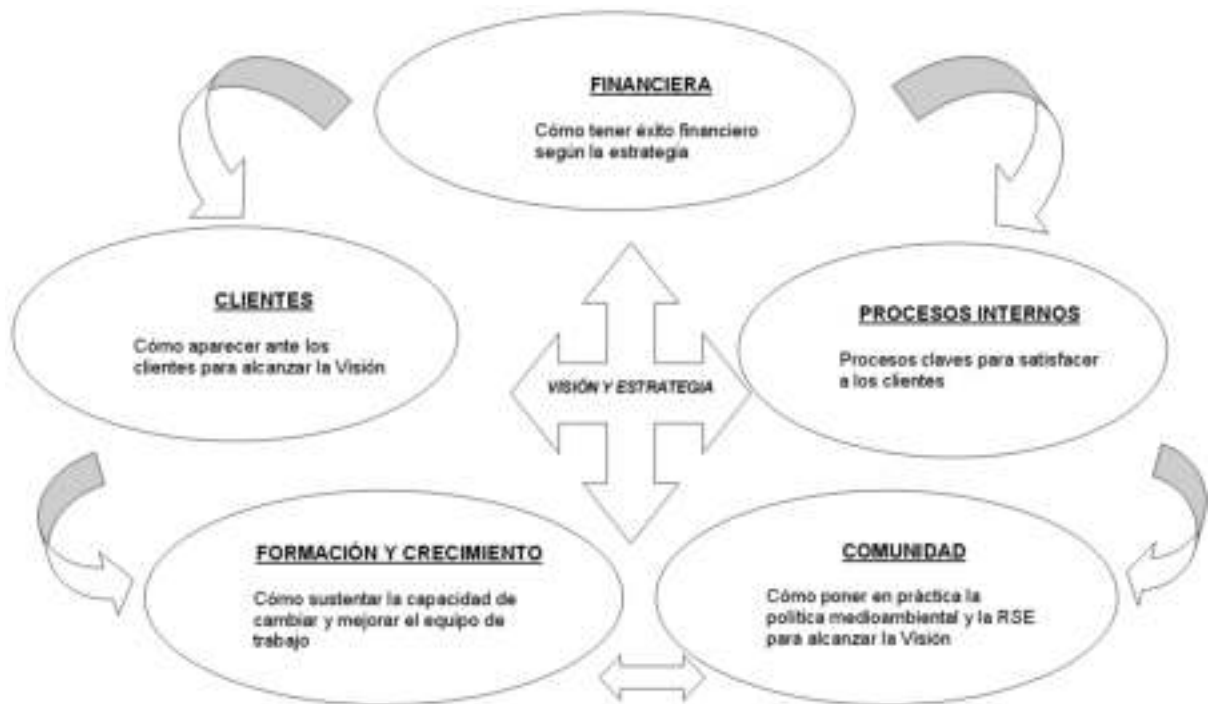 FINANCIERA
Cómo tener éxito financiero
según la estrategia
CLIENTES
Cómo aparecer ante los
clientes para alcanzar la Visión
PROCESOS INTERNOS
Procesos claves para satisfacer
a los clientes
VISIÓN Y ESTRATEGIA
FORMACIÓN Y CRECIMIENTO
Cómo sustentar la capacidad de
cambiar y mejorar el equipo de
trabajo
COMUNIDAD
Cómo poner en práctica la
política medioambiental y la RSE
para alcanzar la Visión